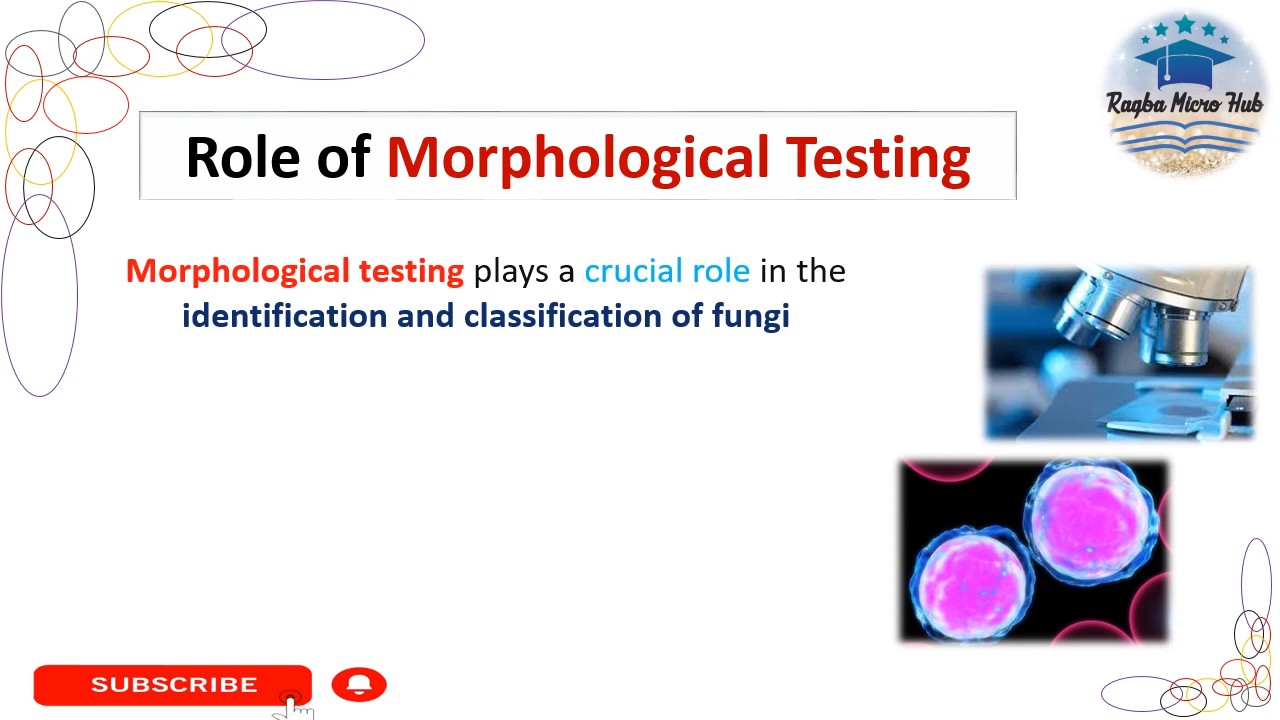 Ragba Micro Hub
Role of Morphological Testing
Morphological testing plays a crucial role in the
identification and classification of fungi
SUBSCRIBE